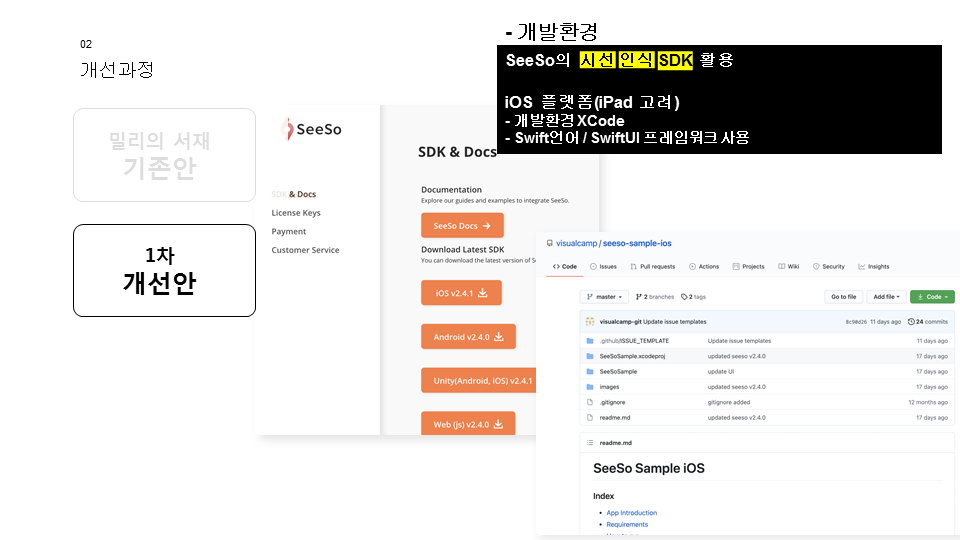 02
개선과정
밀리의 서재
기존안
1차
개선안
- 개발환경
SeeSo의 시선인식 SDK 활용
iOS 플랫폼(iPad 고려)
- 개발환경 XCode
- Swift언어 / SwiftUI 프레임워크 사용
SeeSo
SDK & Docs
License Keys
Payment
Customer Service
SDK & Docs
Documentation
Explore our guides and examples to integrate SeeSo.
SeeSo Docs →
Download Latest SDK
You can download the latest version of
iOS v2.4.1
Android v2.4.0
Unity(Android, iOS) v2.4.1
Web (js) v2.4.0
visualcamp / seeso-sample-ios
<> Code Issues Pull requests Actions Projects Wiki Security Insights
master 2 branches 2 tags Go to file Add file Code
visualcamp-git Update issue templates 8c90d26 11 days ago 24 commits
.github/ISSUE_TEMPLATE Update issue templates 11 days ago
SeeSoSample.xcodeproj updated seeso v2.4.0 17 days ago
SeeSoSample update UI 17 days ago
images updated seeso v2.4.0 17 days ago
.gitignore gitignore added 12 months ago
readme.md updated seeso v2.4.0 17 days ago
readme.md
SeeSo Sample iOS
Index
• App Introduction
• Requirements